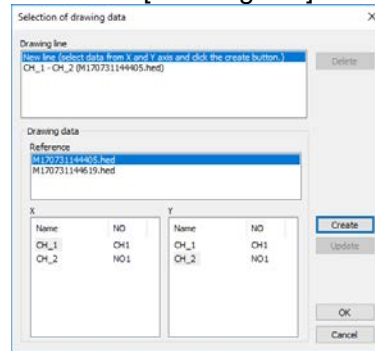 Selection of drawing data
Drawing line
New line (select data from X and Y axis and click the create button.)
CH_1 - CH_2 (M170731144405.hed)
Delete
Drawing data
Reference
M170731144405.hed
M170731144619.hed
X
Y
Name NO
Name NO
CH_1 CH1
CH_1 CH1
CH_2 NO1
CH_2 NO1
Create
Update
OK
Cancel